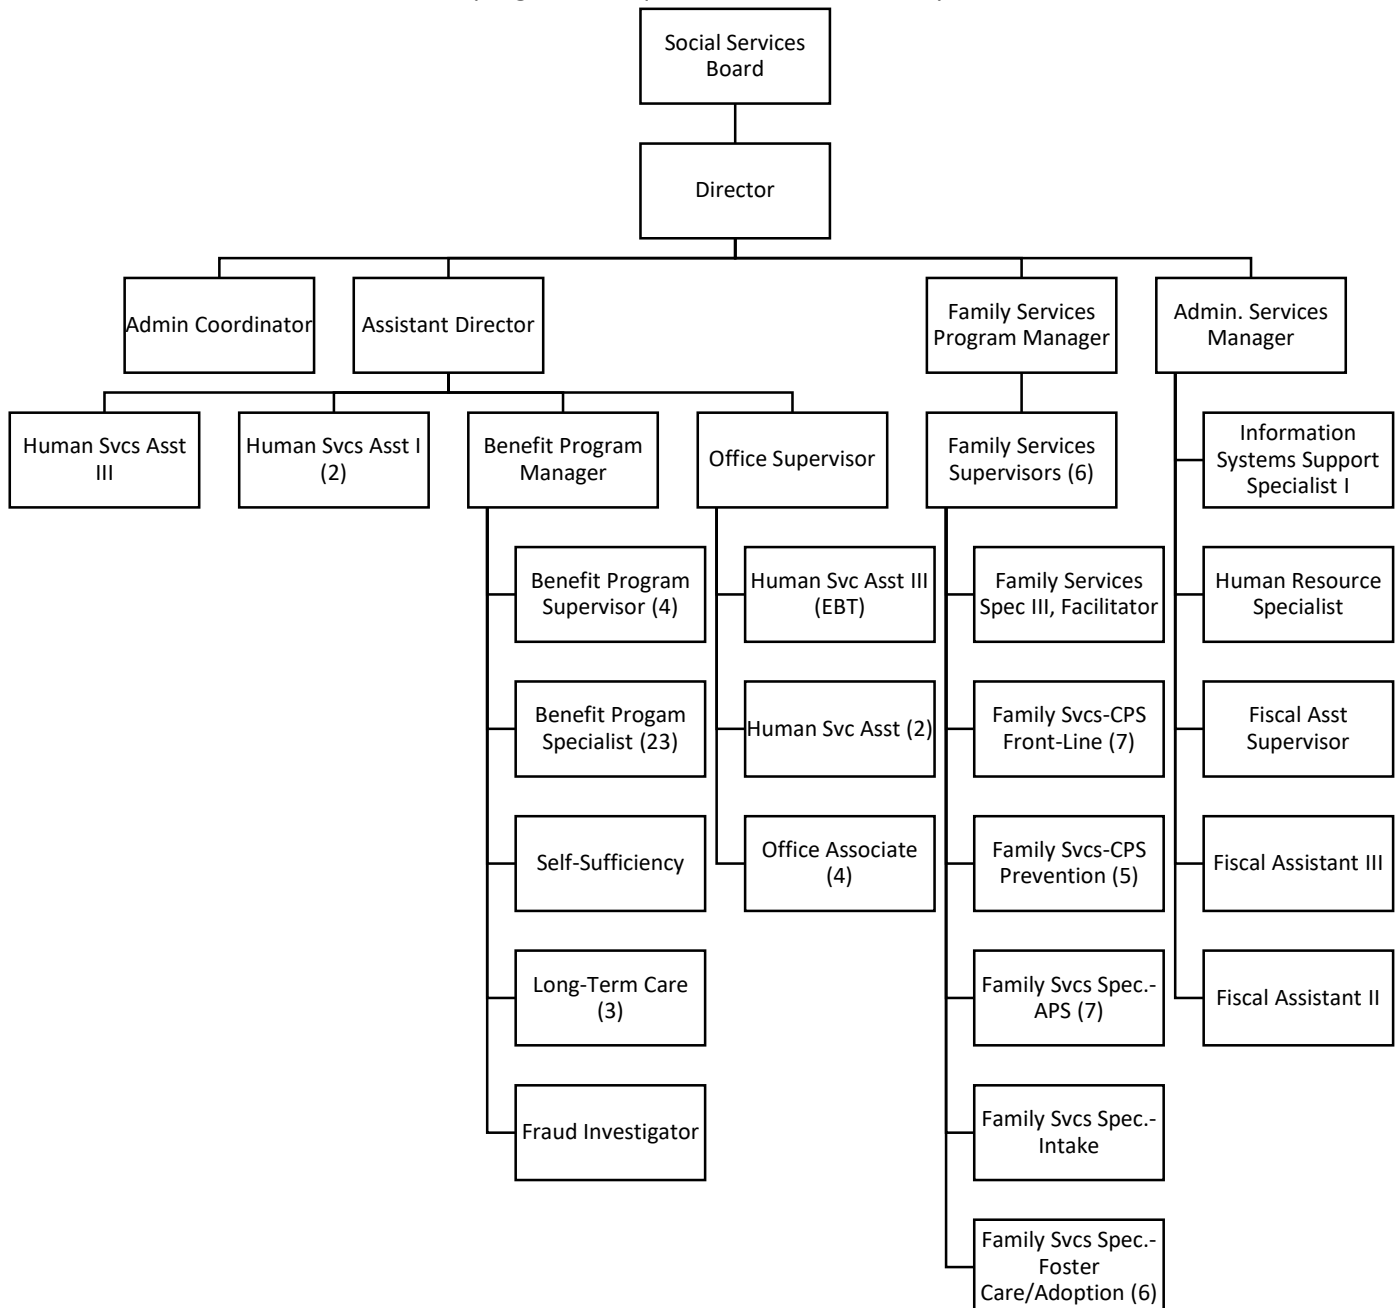 Social Services
Board
Director
Admin Coordinator
Assistant Director
Family Services
Program Manager
Admin. Services
Manager
Human Svcs Asst
III
Human Svcs Asst I
(2)
Benefit Program
Manager
Office Supervisor
Family Services
Supervisors (6)
Information
Systems Support
Specialist I
Benefit Program
Supervisor (4)
Human Svc Asst III
(EBT)
Family Services
Spec III, Facilitator
Human Resource
Specialist
Benefit Progam
Specialist (23)
Human Svc Asst (2)
Family Svcs-CPS
Front-Line (7)
Fiscal Asst
Supervisor
Self-Sufficiency
Office Associate
(4)
Family Svcs-CPS
Prevention (5)
Fiscal Assistant III
Long-Term Care
(3)
Family Svcs Spec.-
APS (7)
Fiscal Assistant II
Fraud Investigator
Family Svcs Spec.-
Intake
Family Svcs Spec.-
Foster
Care/Adoption (6)